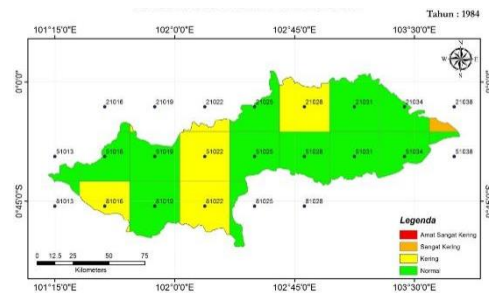 Tahun : 1984
101°15'0"E 102°0'0"E 102°45'0"E 103°30'0"E
0°0'0"
21016 21019 21022 21025 21028 21031 21034 21038
51013 51016 51019 51022 51025 51028 51031 51034 51038
0°45'0"S
81013 81016 81019 81022 81025 81028
N
W E
S
Legenda
Amat Sangat Kering
Sangat Kering
Kering
Normal
0 12.5 25 50 75
Kilometers
101°15'0"E 102°0'0"E 102°45'0"E 103°30'0"E